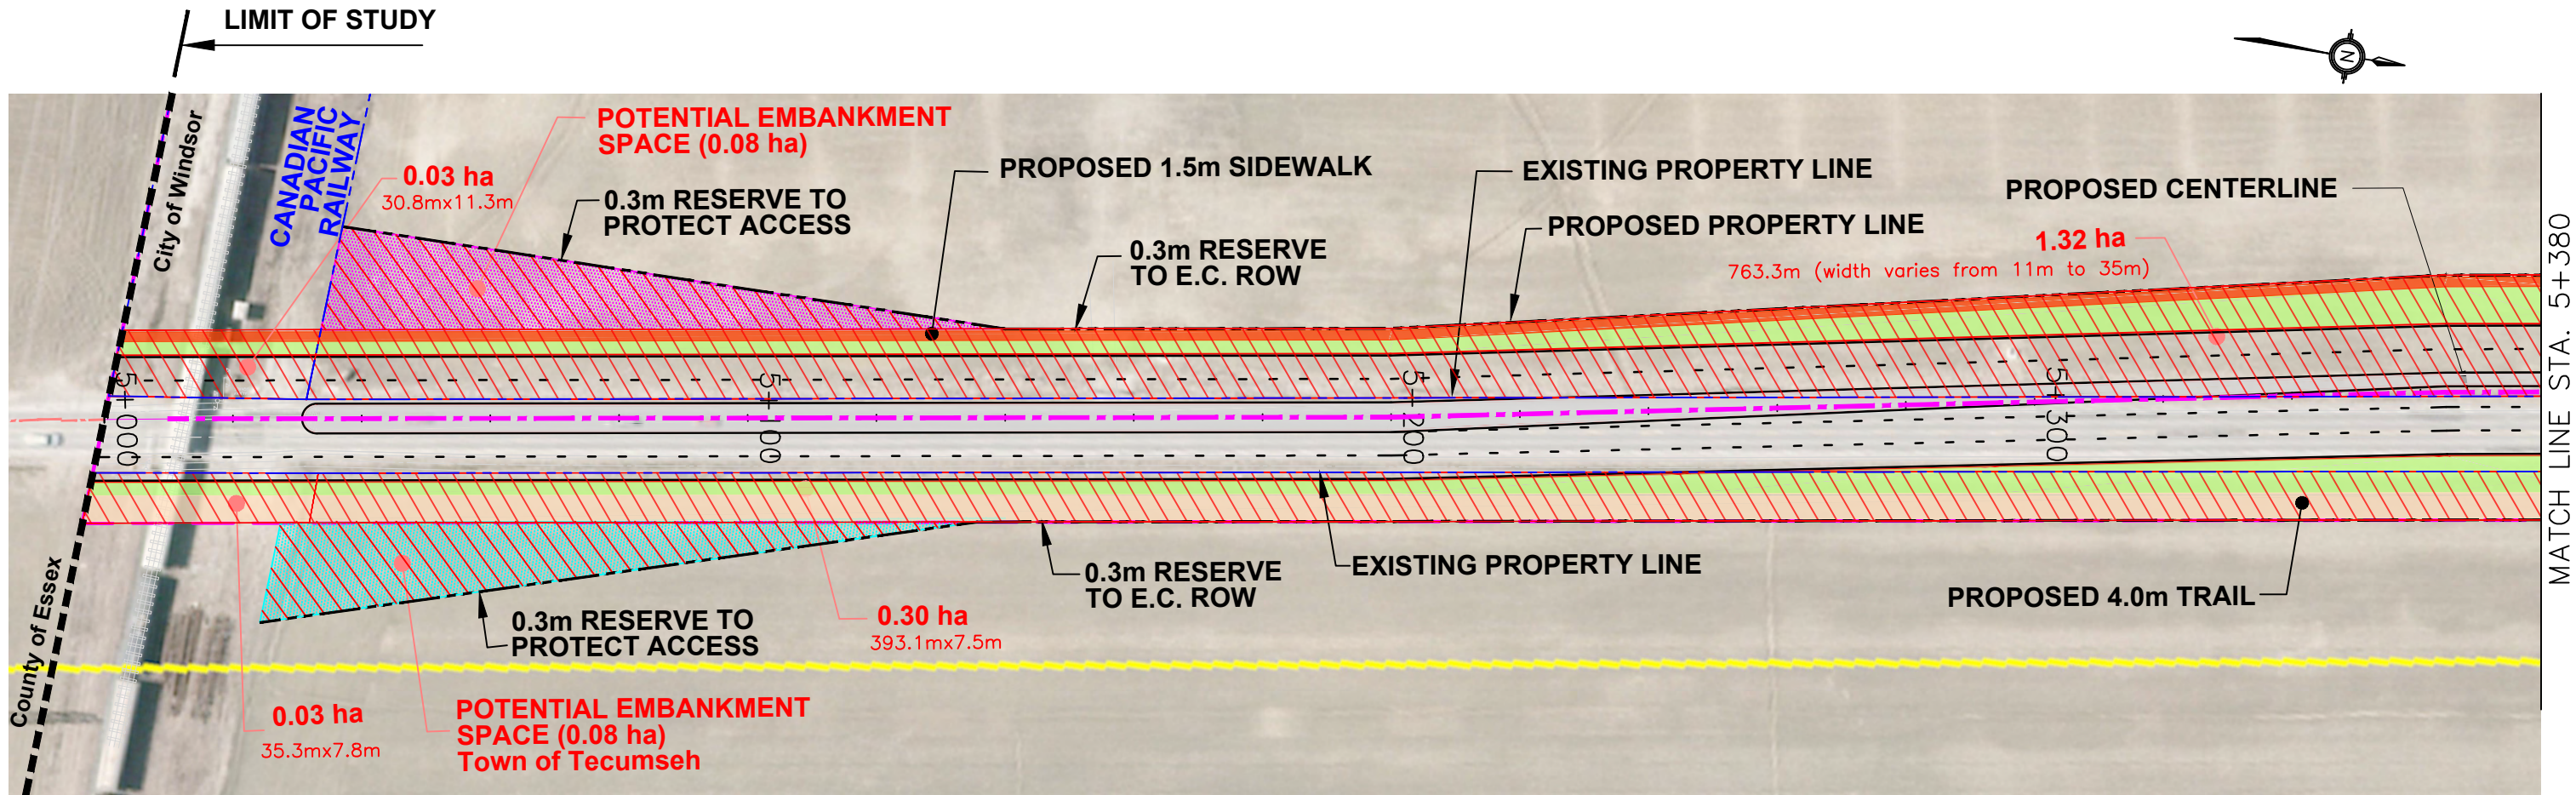 LIMIT OF STUDY
N
City of Windsor
CANADIAN
PACIFIC
RAILWAY
POTENTIAL EMBANKMENT
SPACE (0.08 ha)
0.03 ha
30.8mx11.3m
0.3m RESERVE TO
PROTECT ACCESS
PROPOSED 1.5m SIDEWALK
0.3m RESERVE
TO E.C. ROW
EXISTING PROPERTY LINE
PROPOSED PROPERTY LINE
PROPOSED CENTERLINE
1.32 ha
763.3m (width varies from 11m to 35m)
MATCH LINE STA. 5+380
5+000
5+100
5+200
5+300
County of Essex
0.03 ha
35.3mx7.8m
0.3m RESERVE TO
PROTECT ACCESS
POTENTIAL EMBANKMENT
SPACE (0.08 ha)
Town of Tecumseh
0.30 ha
393.1mx7.5m
0.3m RESERVE
TO E.C. ROW
EXISTING PROPERTY LINE
PROPOSED 4.0m TRAIL